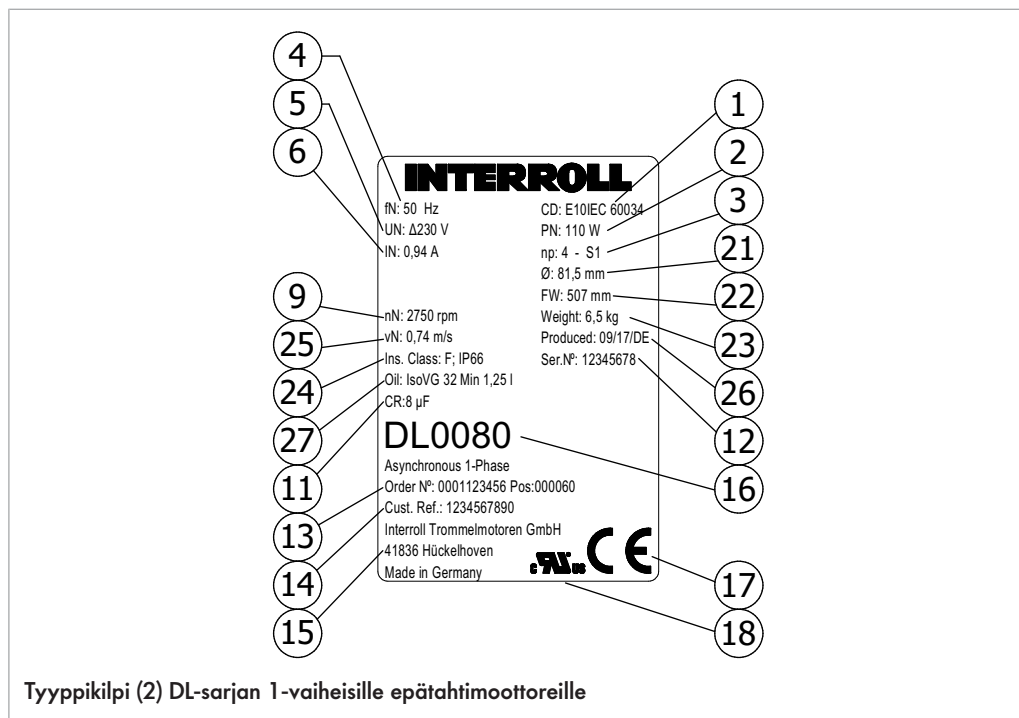 4
5
6
9
25
24
27
11
13
14
15
1
2
3
21
22
23
26
12
16
17
18
INTERROLL
fN: 50 Hz
UN: Δ230 V
IN: 0,94 A
CD: E10IEC 60034
PN: 110 W
np: 4 - S1
Ø: 81,5 mm
FW: 507 mm
Weight: 6,5 kg
Produced: 09/17/DE
Ser.Nº: 12345678
nN: 2750 rpm
vN: 0,74 m/s
Ins. Class: F; IP66
Oil: IsoVG 32 Min 1,25 l
CR:8 µF
DL0080
Asynchronous 1-Phase
Order Nº: 0001123456 Pos:000060
Cust. Ref.: 1234567890
Interroll Trommelmotoren GmbH
41836 Hückelhoven
Made in Germany
c RU us CE
Tyyppikilpi (2) DL-sarjan 1-vaiheisille epätahtimoottoreille